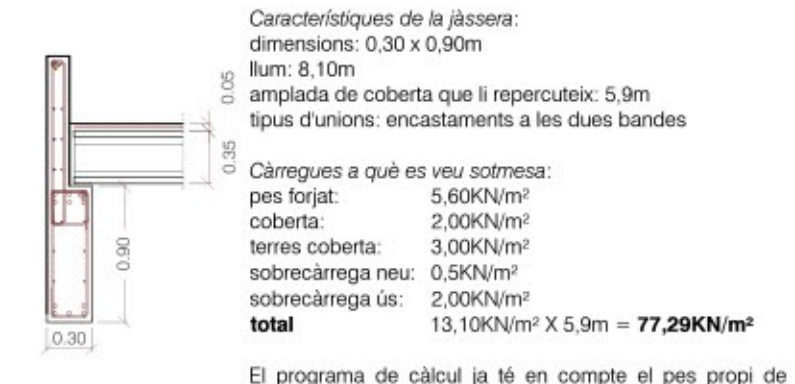 Característiques de la jàssera:
dimensions: 0,30 x 0,90m
llum: 8,10m
amplada de coberta que li repercuteix: 5,9m
tipus d'unions: encastaments a les dues bandes
Càrregues a què es veu sotmesa:
pes forjat: 5,60KN/m²
coberta: 2,00KN/m²
terres coberta: 3,00KN/m²
sobrecàrrega neu: 0,5KN/m²
sobrecàrrega ús: 2,00KN/m²
total 13,10KN/m² X 5,9m = 77,29KN/m²
El programa de càlcul ja té en compte el pes propi de
0.05
0.35
0.90
0.30